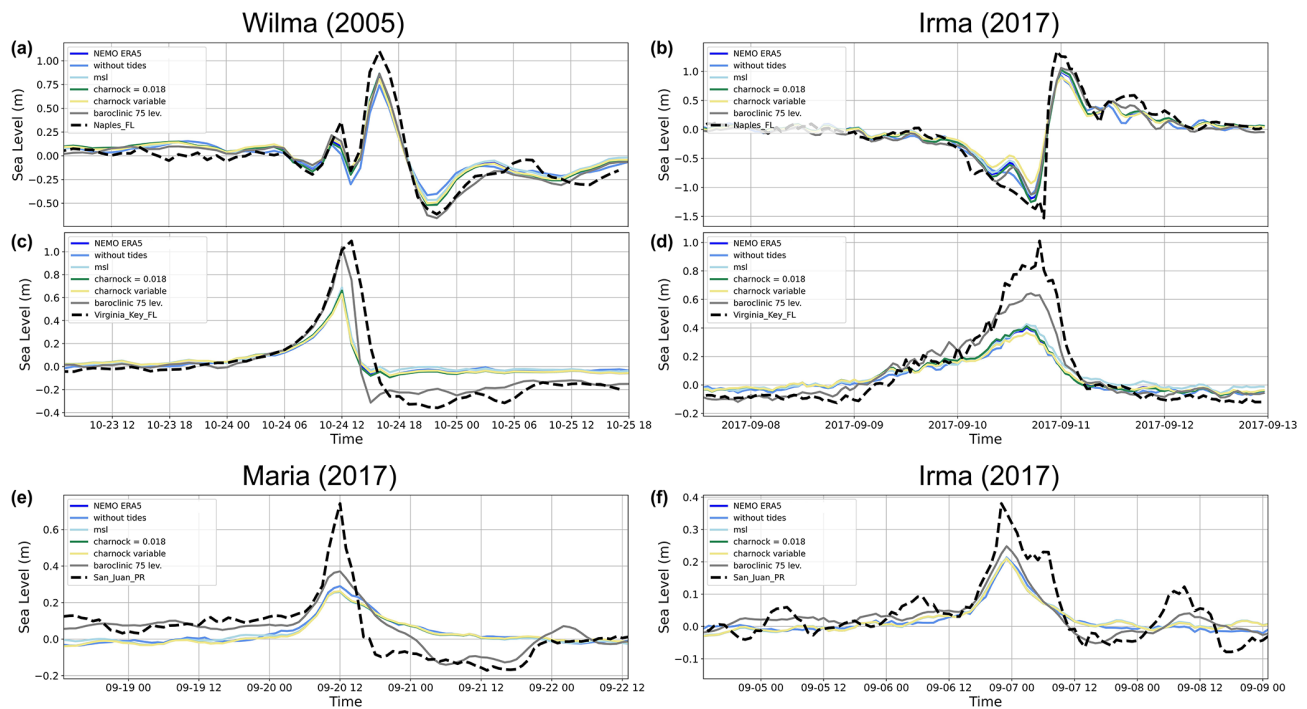 Wilma (2005)
Irma (2017)
(a)
NEMO ERA5
without tides
msl
charnock = 0.018
charnock variable
baroclinic 75 lev.
Naples_FL
Sea Level (m)
1.00
0.75
0.50
0.25
0.00
−0.25
−0.50
(b)
NEMO ERA5
without tides
msl
charnock = 0.018
charnock variable
baroclinic 75 lev.
Naples_FL
Sea Level (m)
1.0
0.5
0.0
−0.5
−1.0
−1.5
(c)
NEMO ERA5
without tides
msl
charnock = 0.018
charnock variable
baroclinic 75 lev.
Virginia_Key_FL
Sea Level (m)
1.0
0.8
0.6
0.4
0.2
0.0
−0.2
−0.4
10-23 12 10-23 18 10-24 00 10-24 06 10-24 12 10-24 18 10-25 00 10-25 06 10-25 12 10-25 18
Time
(d)
NEMO ERA5
without tides
msl
charnock = 0.018
charnock variable
baroclinic 75 lev.
Virginia_Key_FL
Sea Level (m)
1.0
0.8
0.6
0.4
0.2
0.0
−0.2
2017-09-08 2017-09-09 2017-09-10 2017-09-11 2017-09-12 2017-09-13
Time
Maria (2017)
Irma (2017)
(e)
NEMO ERA5
without tides
msl
charnock = 0.018
charnock variable
baroclinic 75 lev.
San_Juan_PR
Sea Level (m)
0.6
0.4
0.2
0.0
−0.2
09-19 00 09-19 12 09-20 00 09-20 12 09-21 00 09-21 12 09-22 00 09-22 12
Time
(f)
NEMO ERA5
without tides
msl
charnock = 0.018
charnock variable
baroclinic 75 lev.
San_Juan_PR
Sea Level (m)
0.4
0.3
0.2
0.1
0.0
−0.1
09-05 00 09-05 12 09-06 00 09-06 12 09-07 00 09-07 12 09-08 00 09-08 12 09-09 00
Time